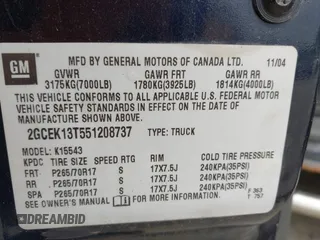 GM
MFD BY GENERAL MOTORS OF CANADA LTD. 11/04
GVWR GAWR FRT GAWR RR
3175KG(7000LB) 1780KG(3925LB) 1814KG(4000LB)
THIS VEHICLE CONFORMS TO ALL APPLICABLE U.S. FEDERAL
MOTOR VEHICLE SAFETY STANDARDS IN EFFECT ON THE DATE OF
MANUFACTURE SHOWN ABOVE.
2GCEK13T551208737 TYPE: TRUCK
MODEL: K15543
KPDC TIRE SIZE SPEED RTG RIM COLD TIRE PRESSURE
FRT P265/70R17 S 17X7.5J 240KPA(35PSI)
RR P265/70R17 S 17X7.5J 240KPA(35PSI)
SPA P265/70R17 S 17X7.5J 240KPA(35PSI)
SEE OWNER'S MANUAL FOR MORE INFORMATION.
F 363
T 757
DREAMBID